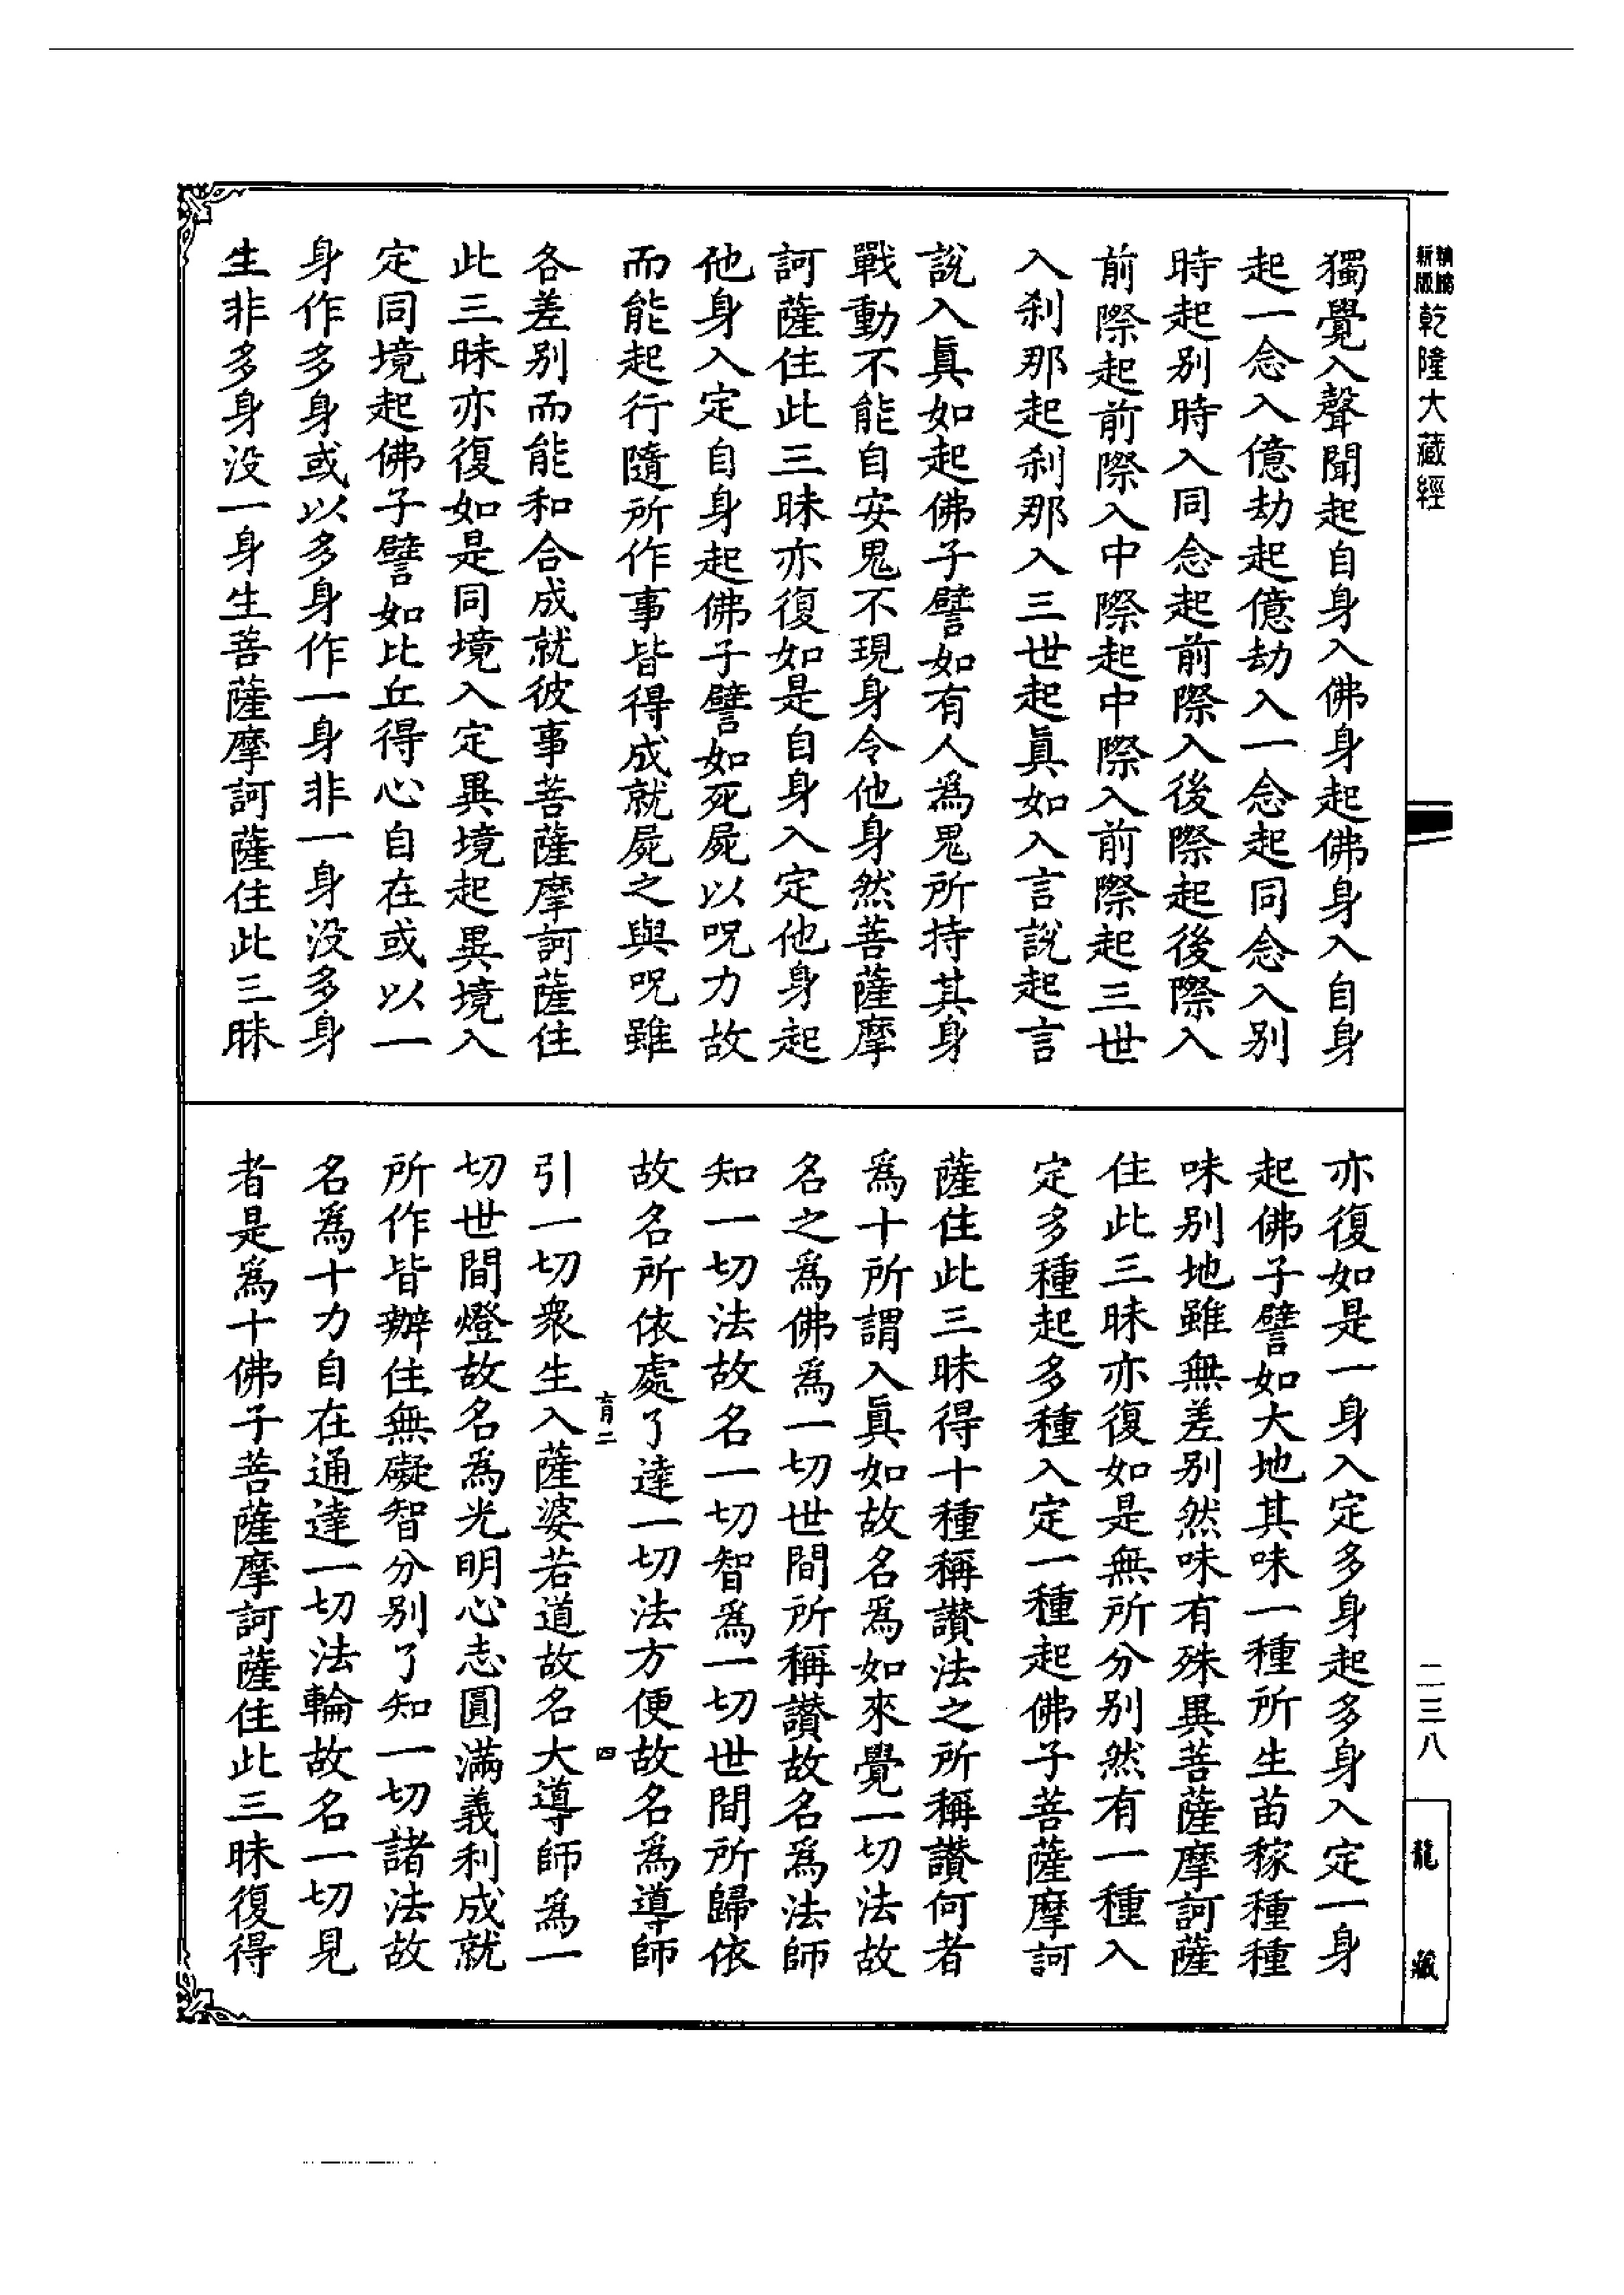 乾隆大藏經
獨覺入聲聞起自身入佛身起佛身入自身
起一念入億劫起億劫入一念起同念入別
時起別時入同念起前際入後際起後際入
前際起前際入中際起中際入前際起三世
入刹那起刹那入三世起眞如入言說起言
說入眞如起佛子譬如有人爲鬼所持其身
戰動不能自安鬼不現身令他身然菩薩摩
訶薩住此三昧亦復如是自身入定他身起
他身入定自身起佛子譬如死屍以呪力故
而能起行隨所作事皆得成就屍之與呪雖
各差別而能和合成就彼事菩薩摩訶薩住
此三昧亦復如是同境入定異境起異境入
定同境起佛子譬如比丘得心自在或以一
身作多身或以多身作一身非一身没多身
生非多身没一身生菩薩摩訶薩住此三昧
亦復如是一身入定多身起多身入定一身
起佛子譬如大地其味一種所生苗稼種種
味別地雖無差別然味有殊異菩薩摩訶薩
住此三昧亦復如是無所分別然有一種入
定多種起多種入定一種起佛子菩薩摩訶
薩住此三昧得十種稱讃法之所稱讃何者
爲十所謂入眞如故名爲如來覺一切法故
名之爲佛爲一切世間所稱讃故名爲法師
知一切法故名一切智爲一切世間所歸依
故名所依處了達一切法方便故名爲導師
引一切衆生入薩婆若道故名大導師爲一
切世間燈故名爲光明心志圓滿義利成就
所作皆辦住無礙智分別了知一切諸法故
名爲十力自在通達一切法輪故名一切見
者是爲十佛子菩薩摩訶薩住此三昧復得
二三八
龍藏